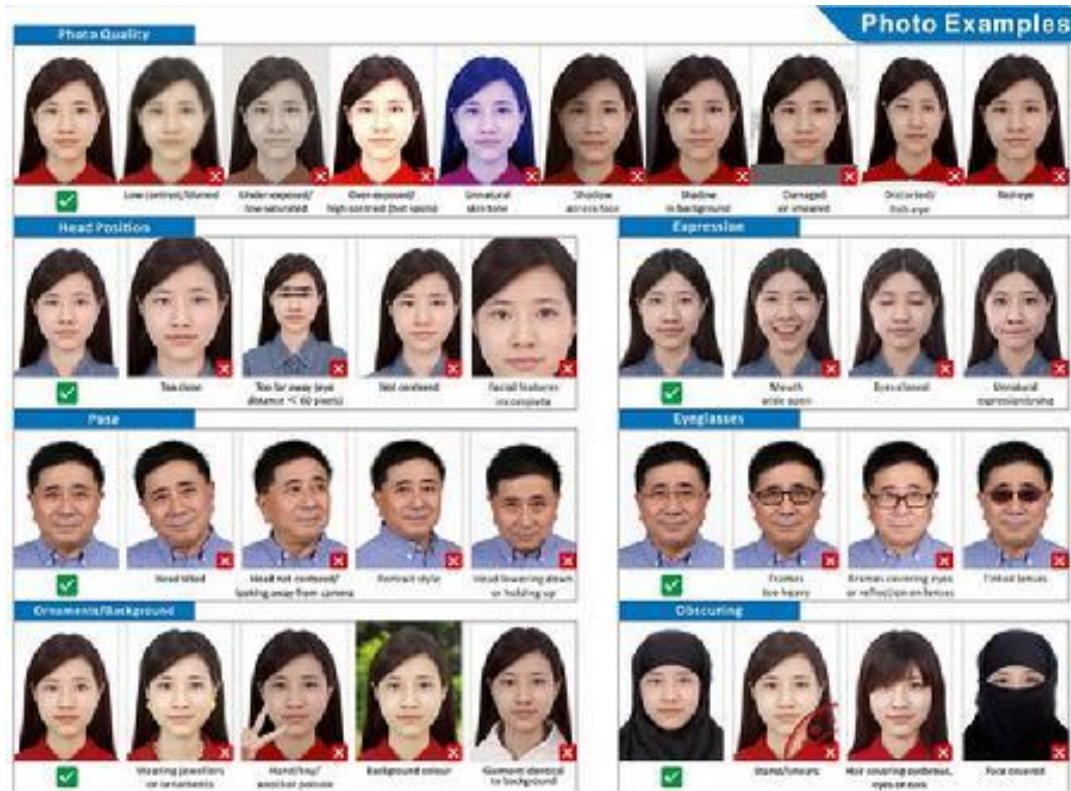 Photo Examples
Photo Quality
Low contrast/blurred
Under-exposed/
low-saturated
Over-exposed/
high contrast (hot spots)
Unnatural
skin tone
Shadow
across face
Shadow
in background
Damaged
or smeared
Distorted/
fish eye
Red eye
Head Position
Too close
Too far away (eye
distance < 60 pixels)
Not centered
Facial features
incomplete
Expression
Mouth
wide open
Eyes closed
Unnatural
Pose
Head tilted
Head not centered/
looking away from camera
Portrait style
Head lowering down
or holding up
Eyeglasses
Frames
too heavy
Frames covering eyes
or reflection on lenses
Tinted lenses
Ornaments/Background
Wearing jewellery
or ornaments
Hand/toy/
another person
Background colour
Garment identical
to background
Obscuring
Hair covering eyebrows,
eyes or ears
Face covered